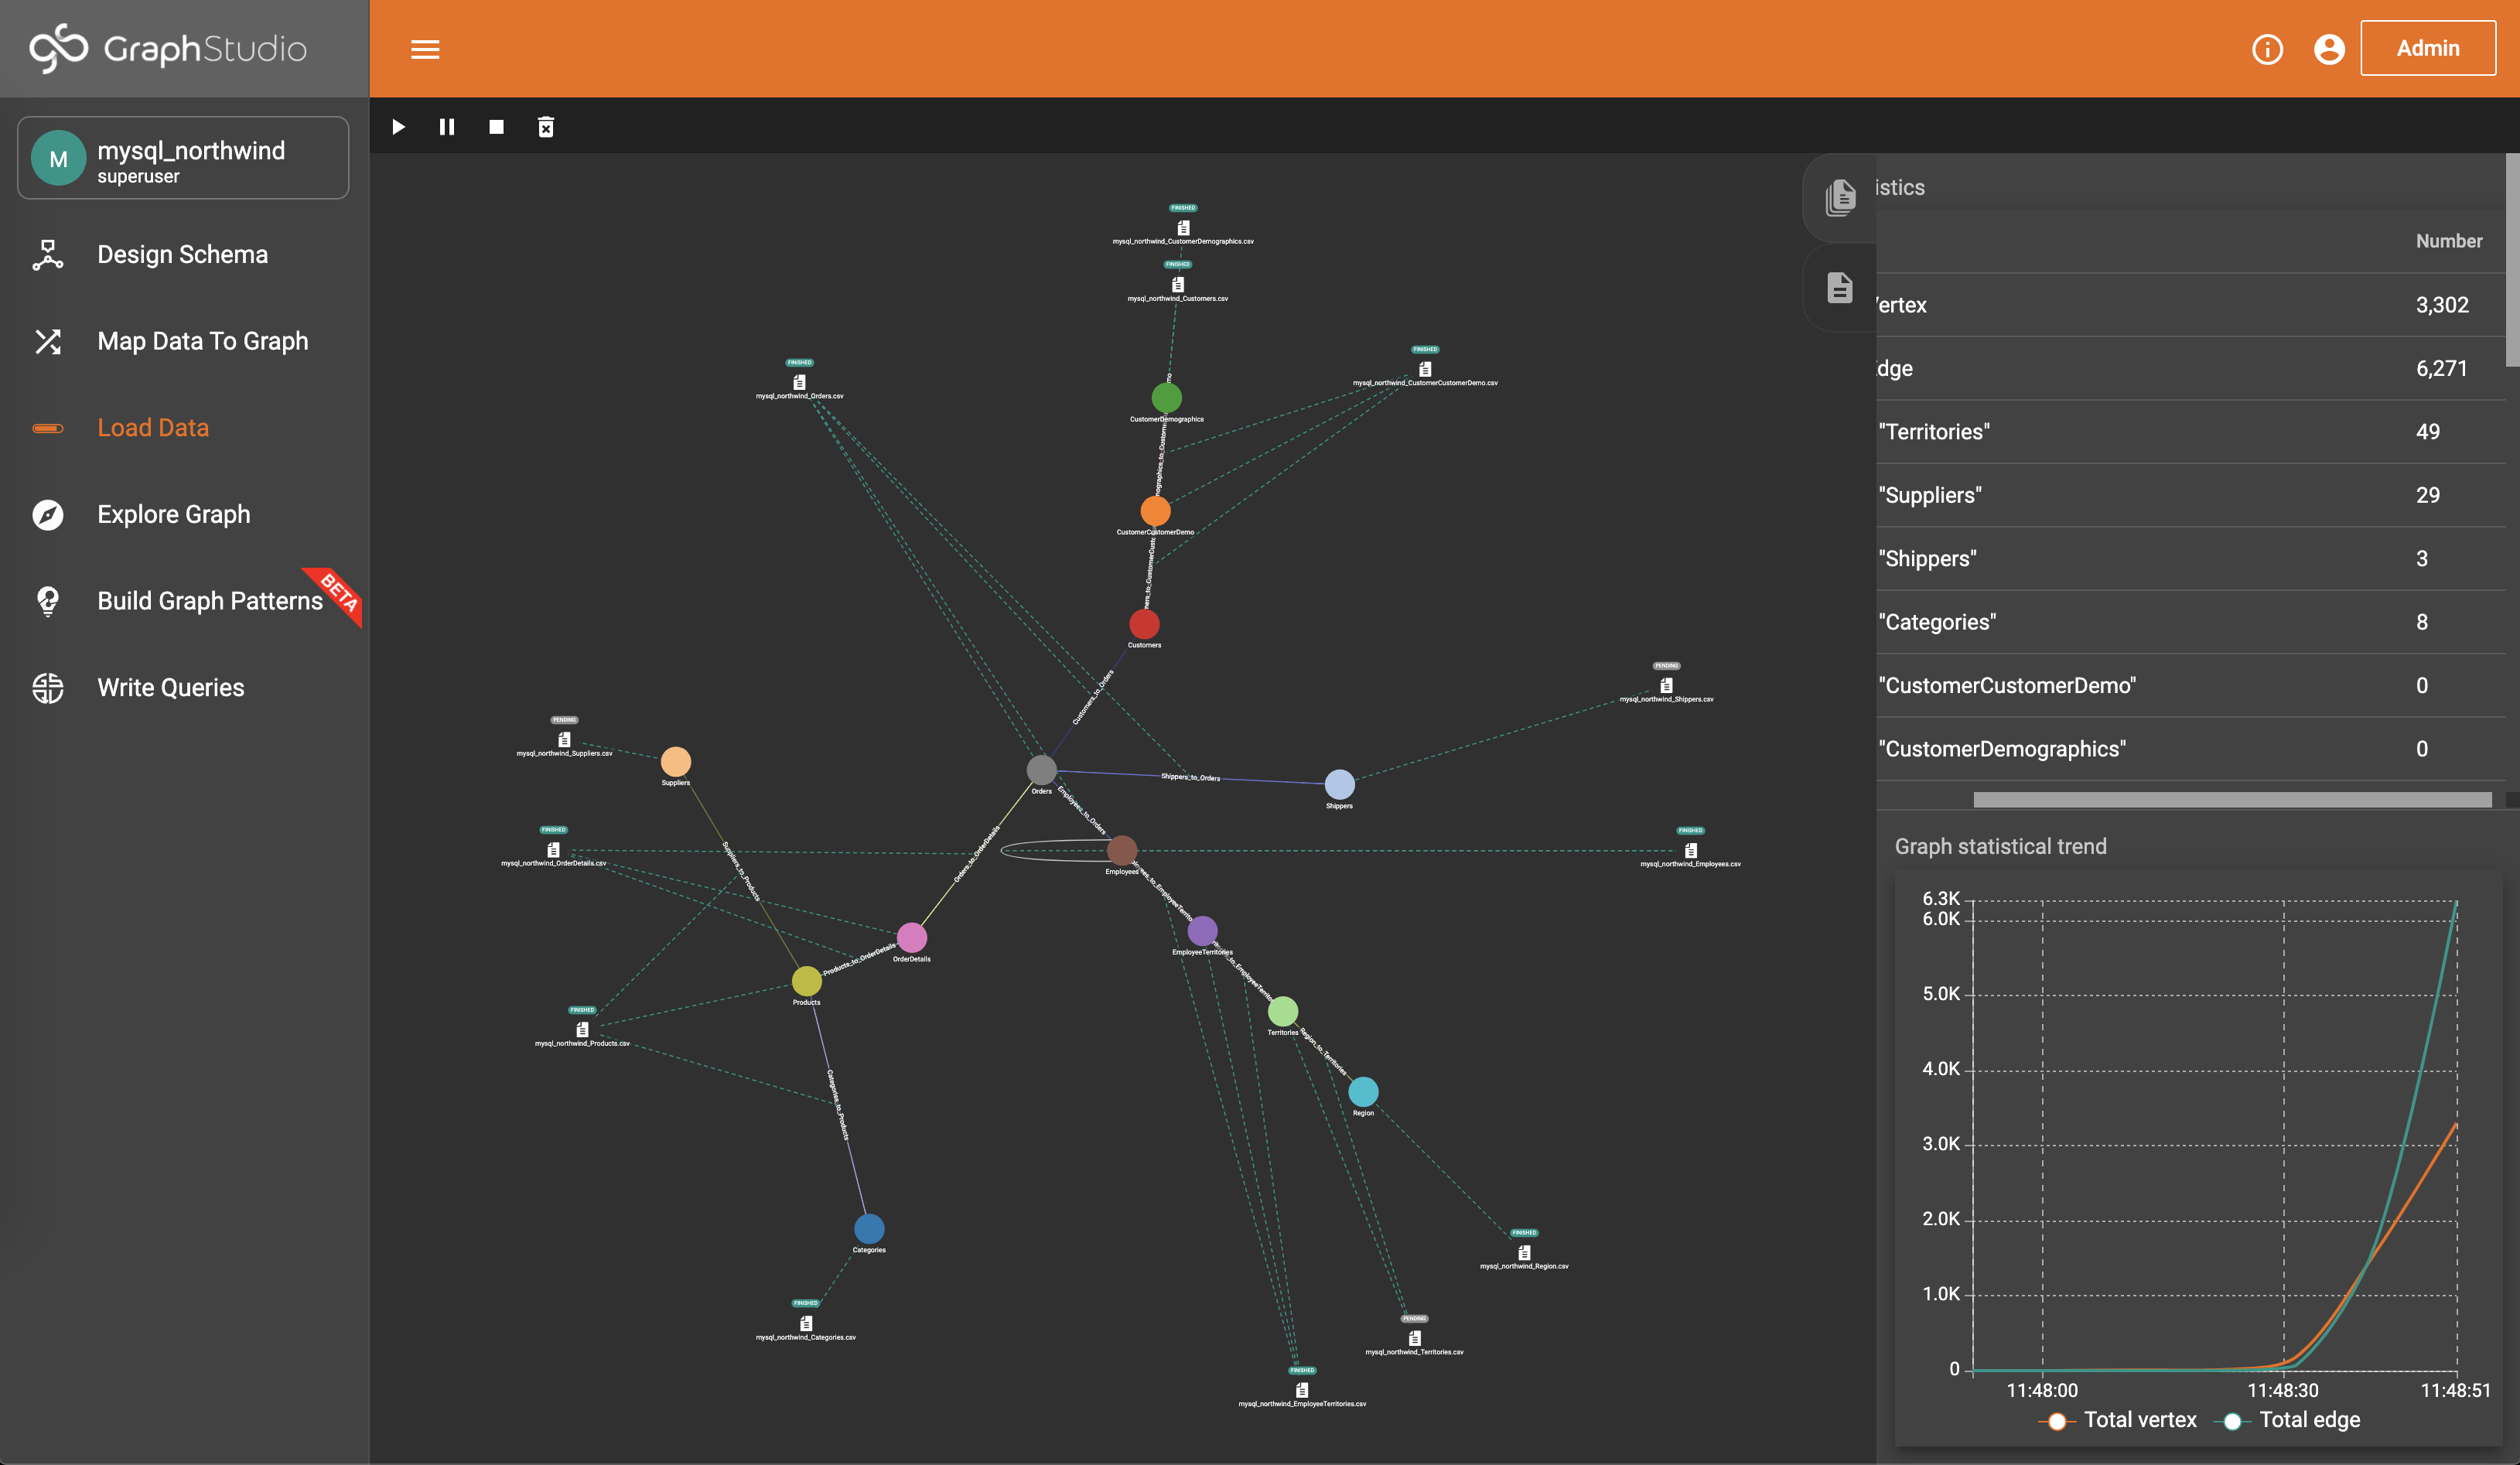 GraphStudio
Admin
M
mysql_northwind
superuser
Design Schema
Map Data To Graph
Load Data
Explore Graph
Build Graph Patterns
BETA
Write Queries
FINISHED
mysql_northwind_CustomerDemographics.csv
FINISHED
mysql_northwind_Customers.csv
FINISHED
mysql_northwind_CustomerCustomerDemo.csv
FINISHED
mysql_northwind_Orders.csv
CustomerDemographics
CustomerCustomerDemo
Customers
Customers_to_Orders
PENDING
mysql_northwind_Shippers.csv
PENDING
mysql_northwind_Suppliers.csv
Suppliers
Orders
Shippers_to_Orders
Shippers
Employees_to_Orders
FINISHED
mysql_northwind_OrderDetails.csv
Suppliers_to_Products
Orders_to_OrderDetails
Employees
FINISHED
mysql_northwind_Employees.csv
OrderDetails
Products_to_OrderDetails
Products
EmployeeTerritories
FINISHED
mysql_northwind_Products.csv
Territories
Region_to_Territories
Region
Categories_to_Products
Categories
FINISHED
mysql_northwind_Region.csv
FINISHED
mysql_northwind_Categories.csv
PENDING
mysql_northwind_Territories.csv
FINISHED
mysql_northwind_EmployeeTerritories.csv
istics
Number
ertex 3,302
dge 6,271
"Territories" 49
"Suppliers" 29
"Shippers" 3
"Categories" 8
"CustomerCustomerDemo" 0
"CustomerDemographics" 0
Graph statistical trend
6.3K
6.0K
5.0K
4.0K
3.0K
2.0K
1.0K
0
11:48:00 11:48:30 11:48:51
Total vertex Total edge